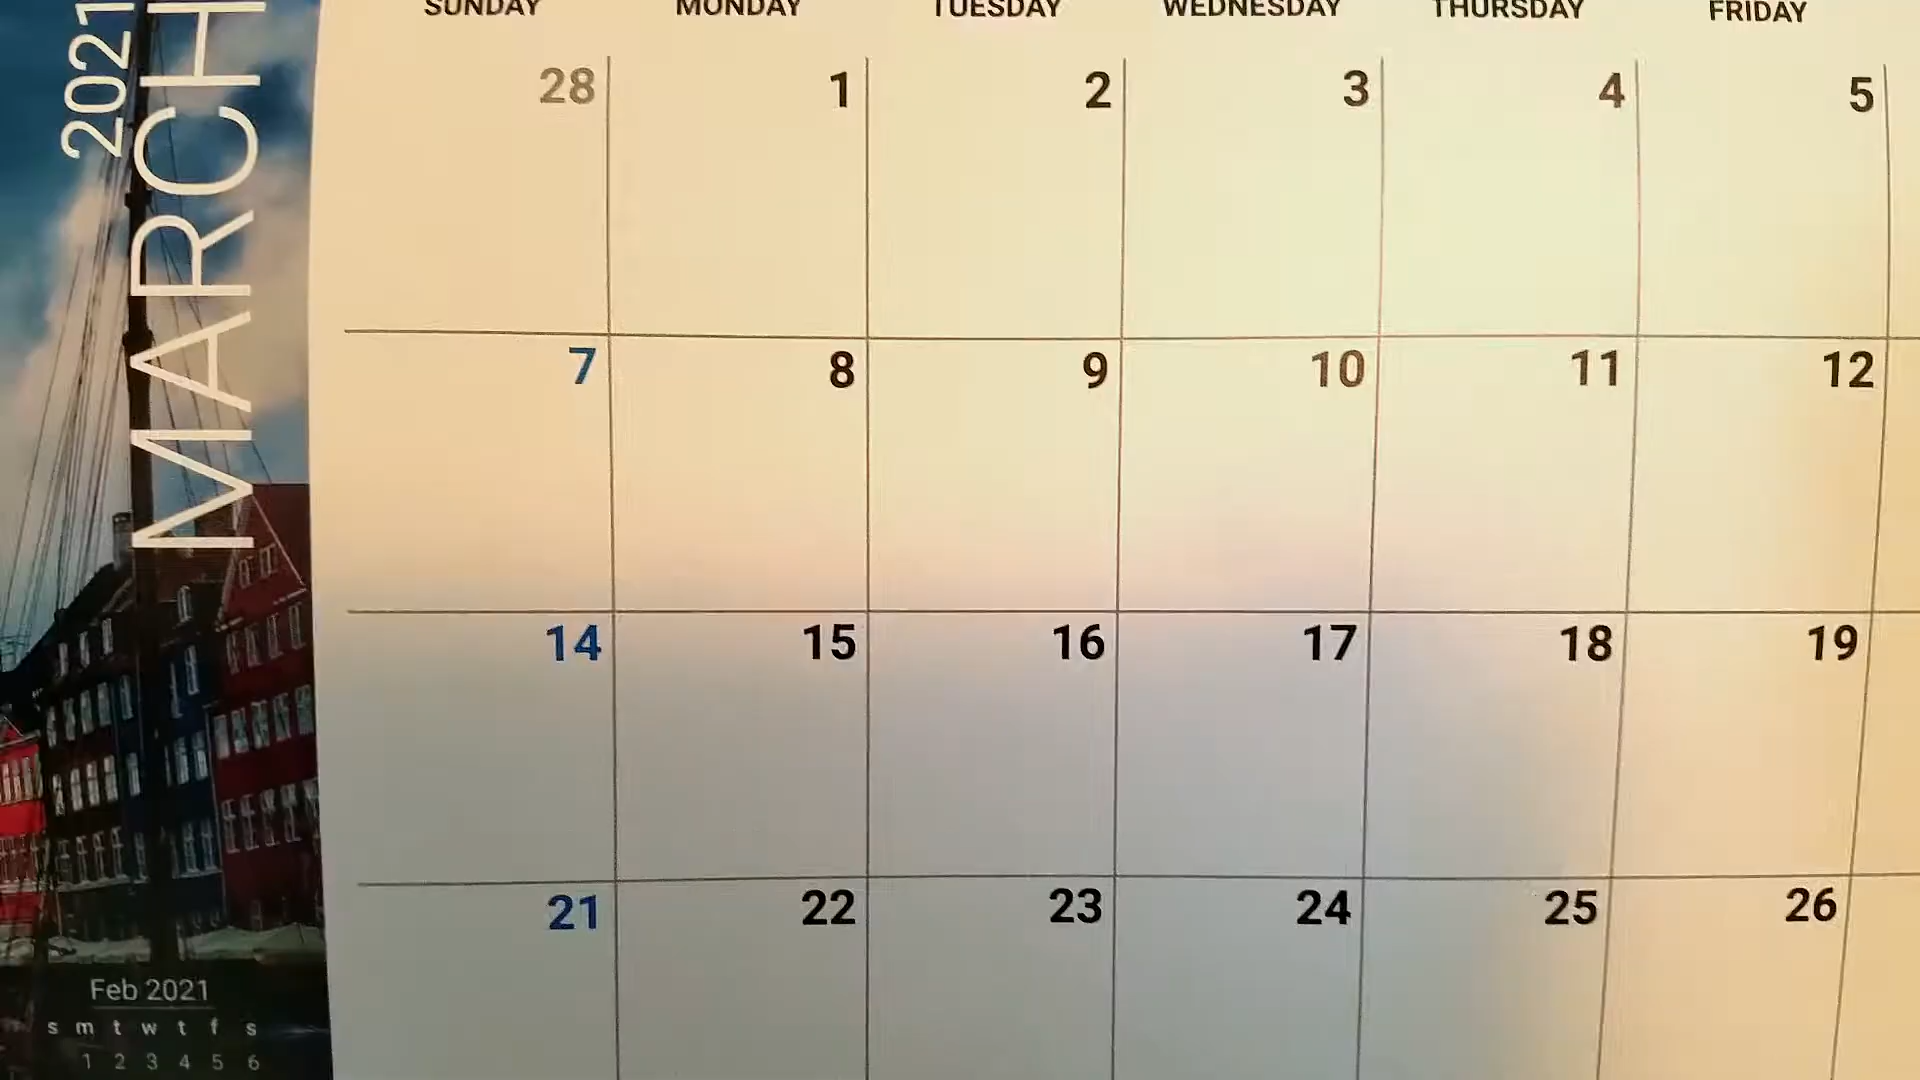 MARCH
2021
SUNDAY MONDAY TUESDAY WEDNESDAY THURSDAY FRIDAY
28 1 2 3 4 5
7 8 9 10 11 12
14 15 16 17 18 19
21 22 23 24 25 26
Feb 2021
s m t w t f s
1 2 3 4 5 6